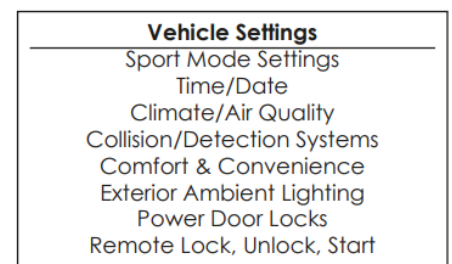 Vehicle Settings
Sport Mode Settings
Time/Date
Climate/Air Quality
Collision/Detection Systems
Comfort & Convenience
Exterior Ambient Lighting
Power Door Locks
Remote Lock, Unlock, Start